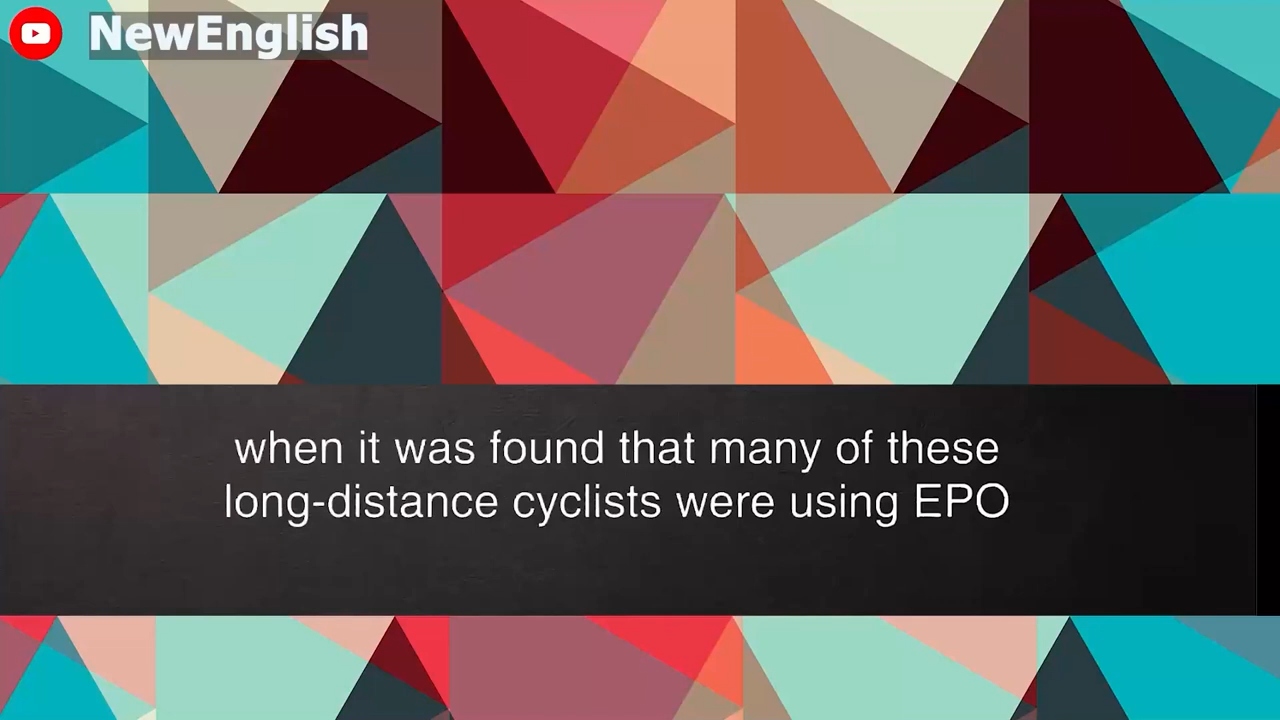 NewEnglish
when it was found that many of these
long-distance cyclists were using EPO